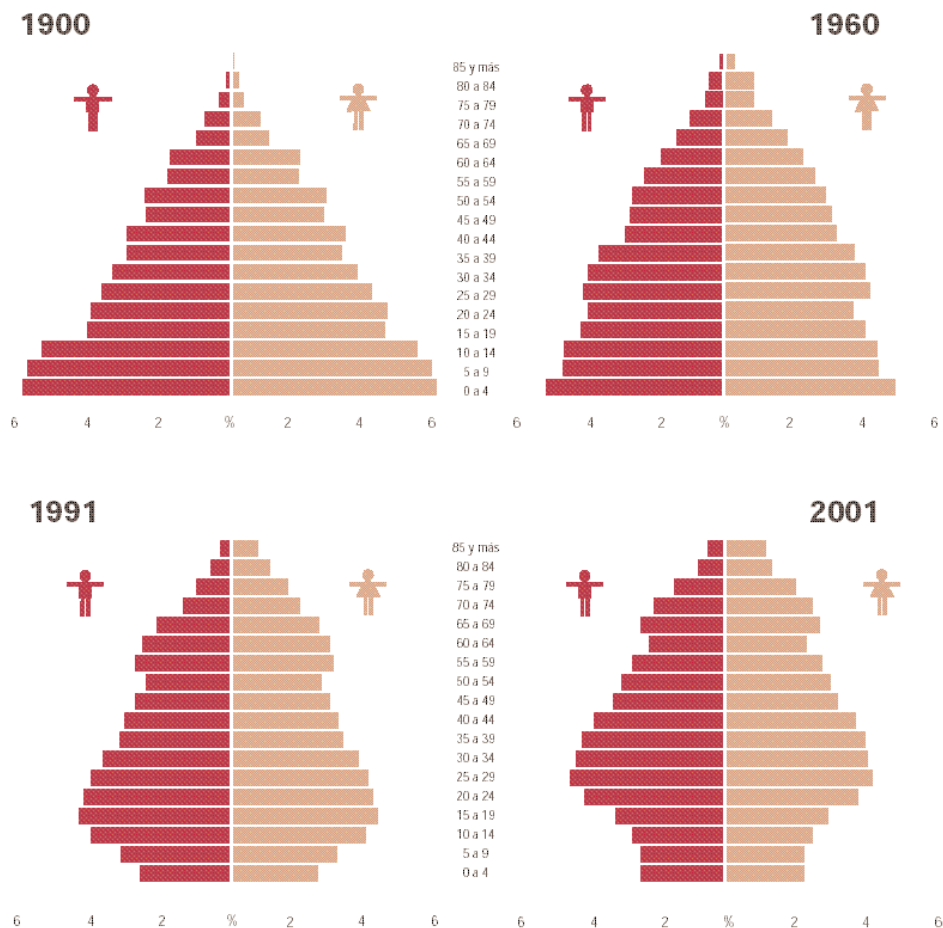 1900
1960
85 y más
80 a 84
75 a 79
70 a 74
65 a 69
60 a 64
55 a 59
50 a 54
45 a 49
40 a 44
35 a 39
30 a 34
25 a 29
20 a 24
15 a 19
10 a 14
5 a 9
0 a 4
6 4 2 % 2 4 6
6 4 2 % 2 4 6
1991
2001
85 y más
80 a 84
75 a 79
70 a 74
65 a 69
60 a 64
55 a 59
50 a 54
45 a 49
40 a 44
35 a 39
30 a 34
25 a 29
20 a 24
15 a 19
10 a 14
5 a 9
0 a 4
6 4 2 % 2 4 6
6 4 2 % 2 4 6